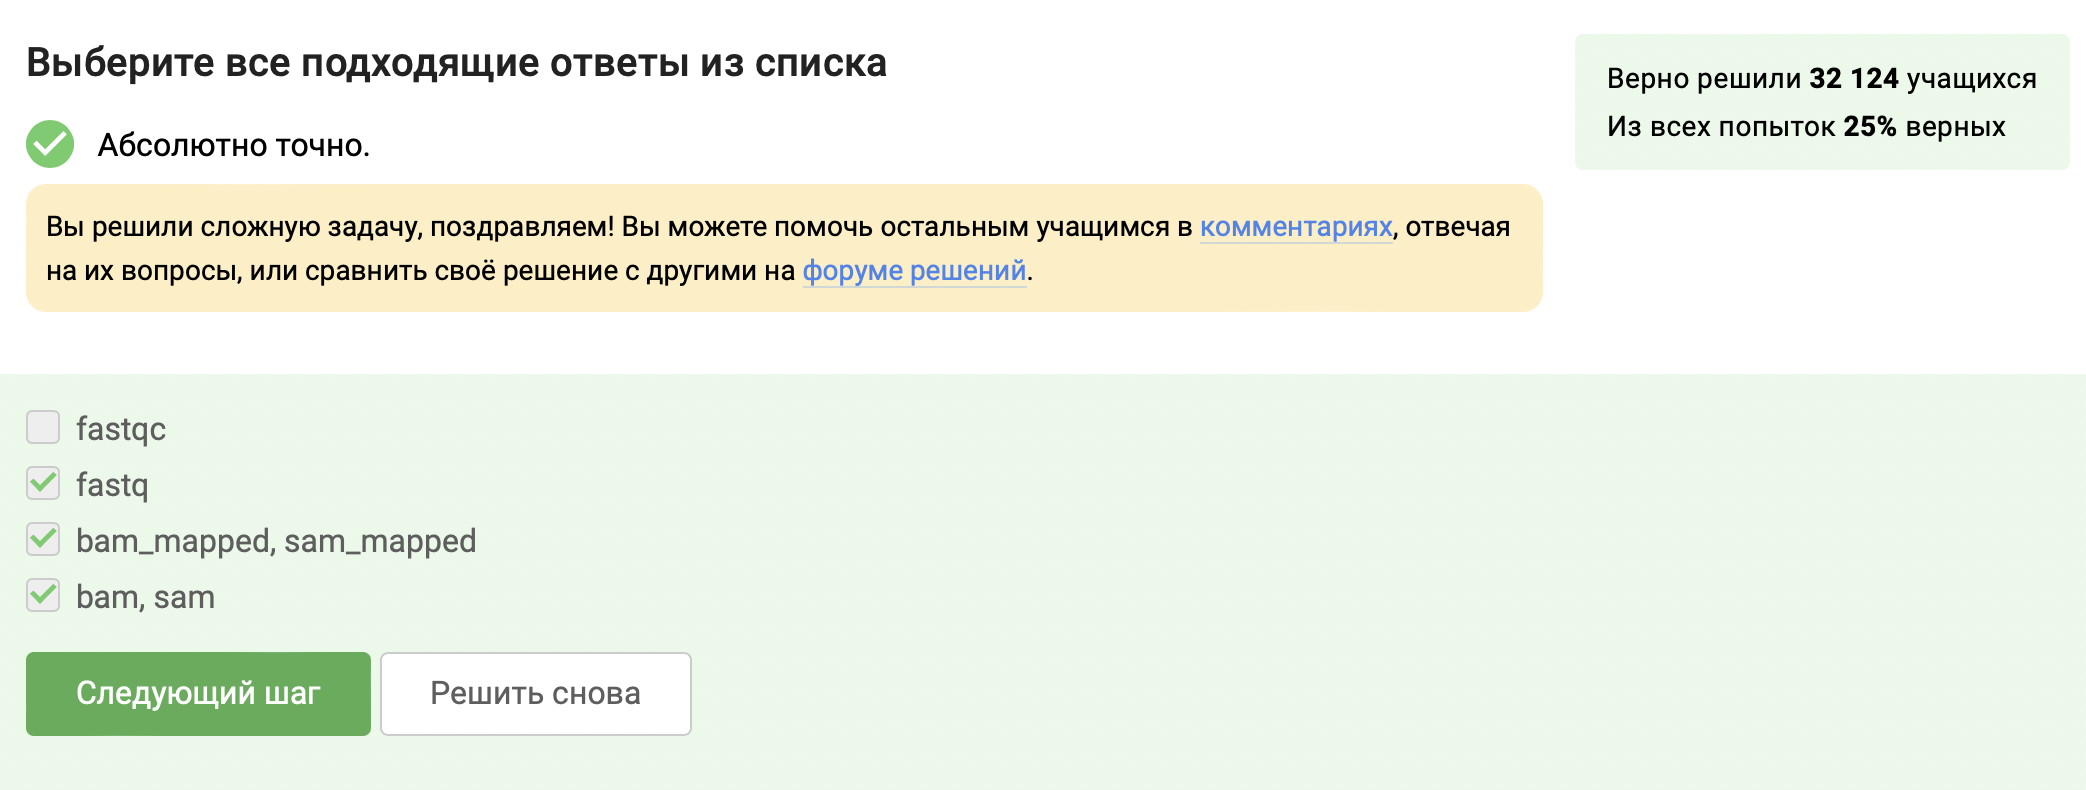 Выберите все подходящие ответы из списка
Абсолютно точно.
Вы решили сложную задачу, поздравляем! Вы можете помочь остальным учащимся в комментариях, отвечая
на их вопросы, или сравнить своё решение с другими на форуме решений.
Верно решили 32 124 учащихся
Из всех попыток 25% верных
fastqc
fastq
bam_mapped, sam_mapped
bam, sam
Следующий шаг
Решить снова